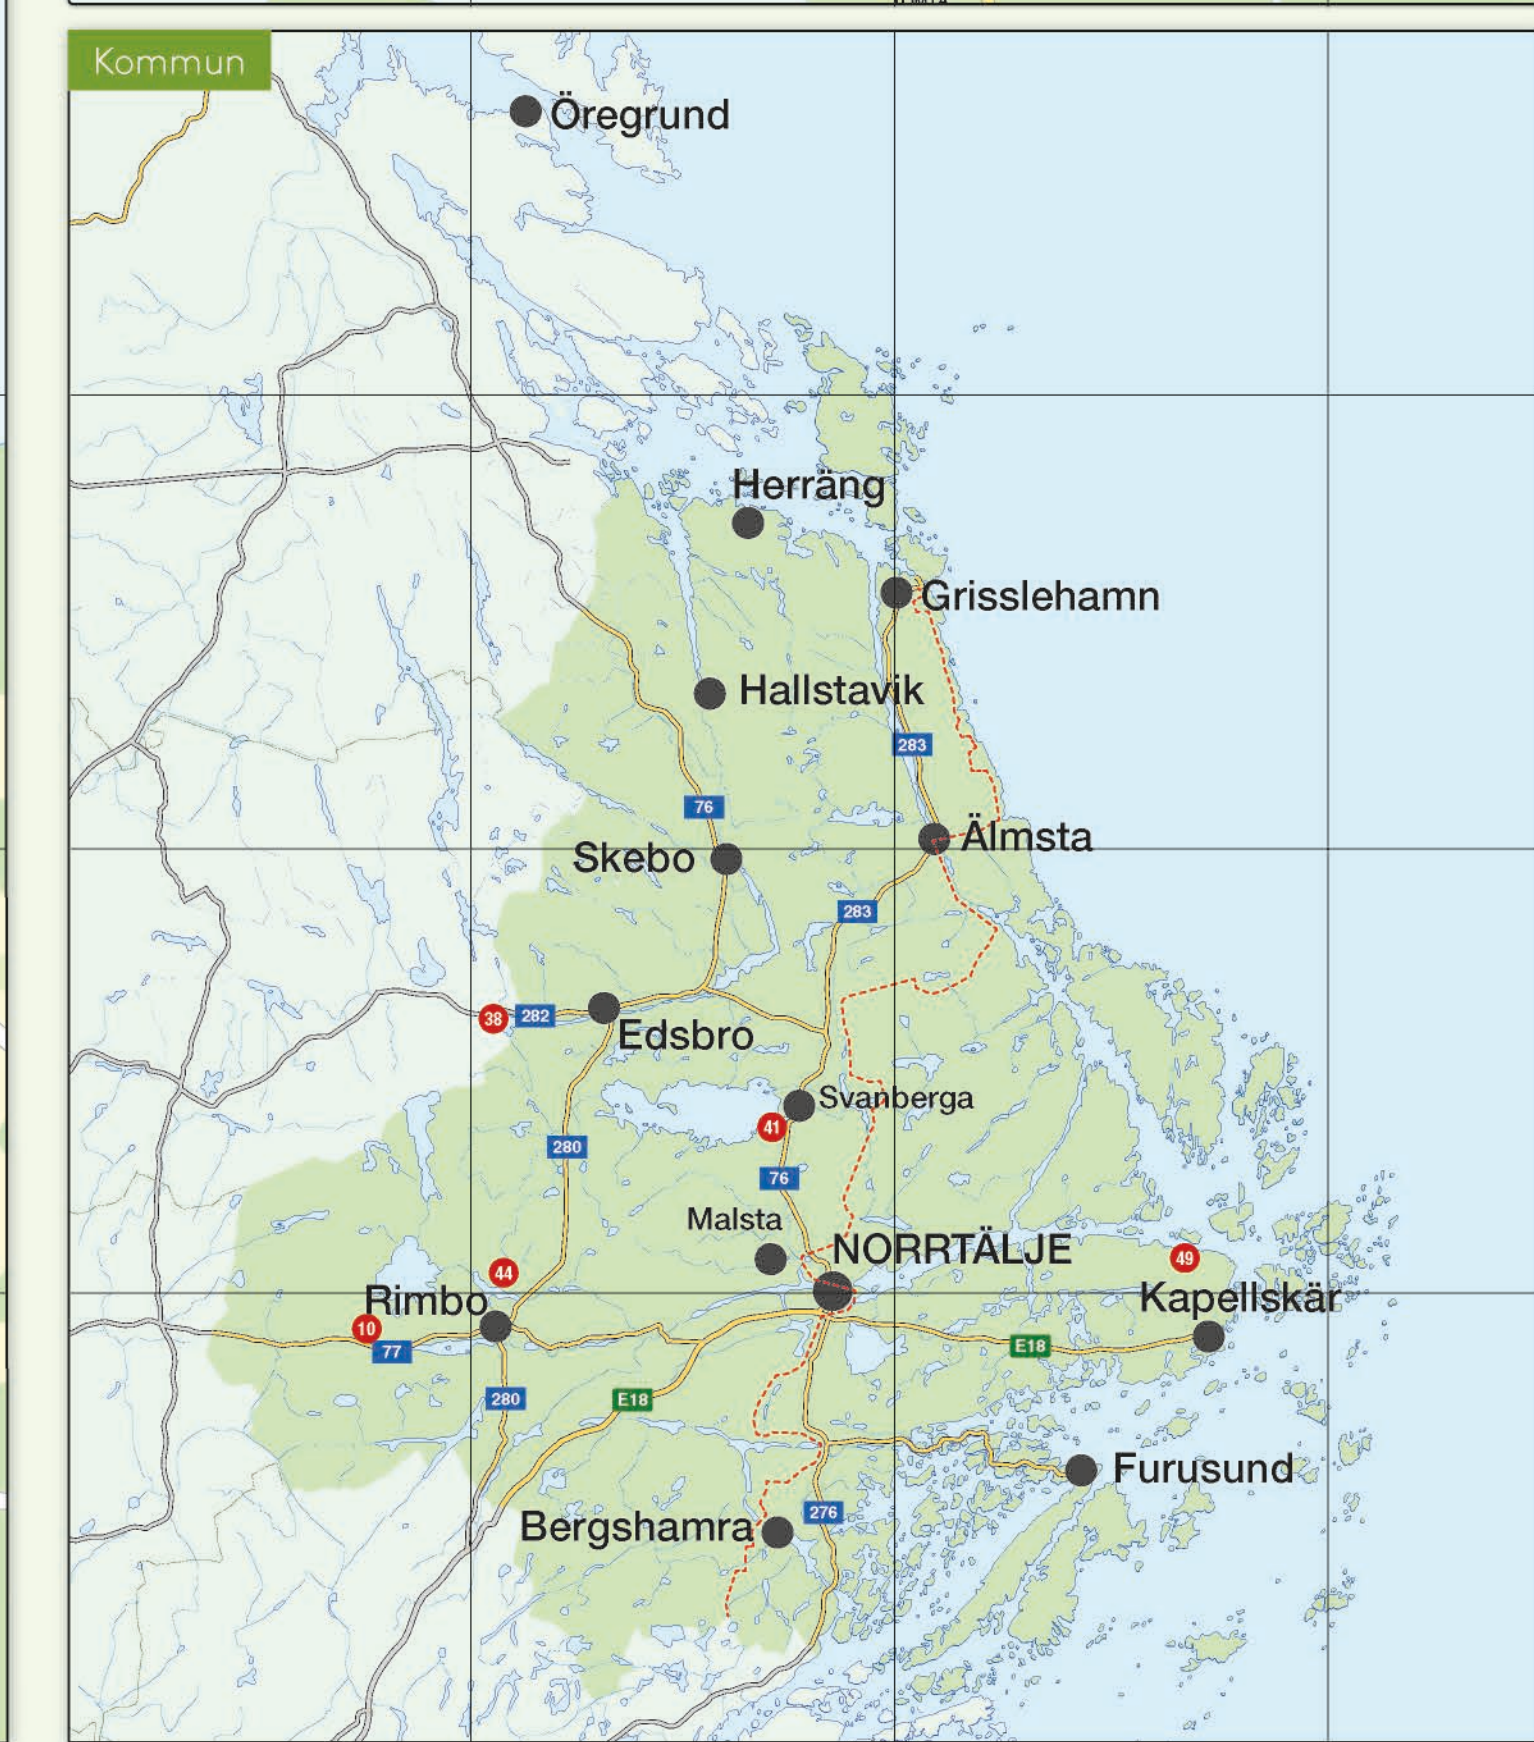 Kommun
Öregrund
Herräng
Grisslehamn
Hallstavik
283
76
Älmsta
Skebo
283
38
282
Edsbro
Svanberga
41
280
76
Malsta
NORRTÄLJE
49
44
Rimbo
Kapellskär
10
77
E18
280
E18
Furusund
276
Bergshamra